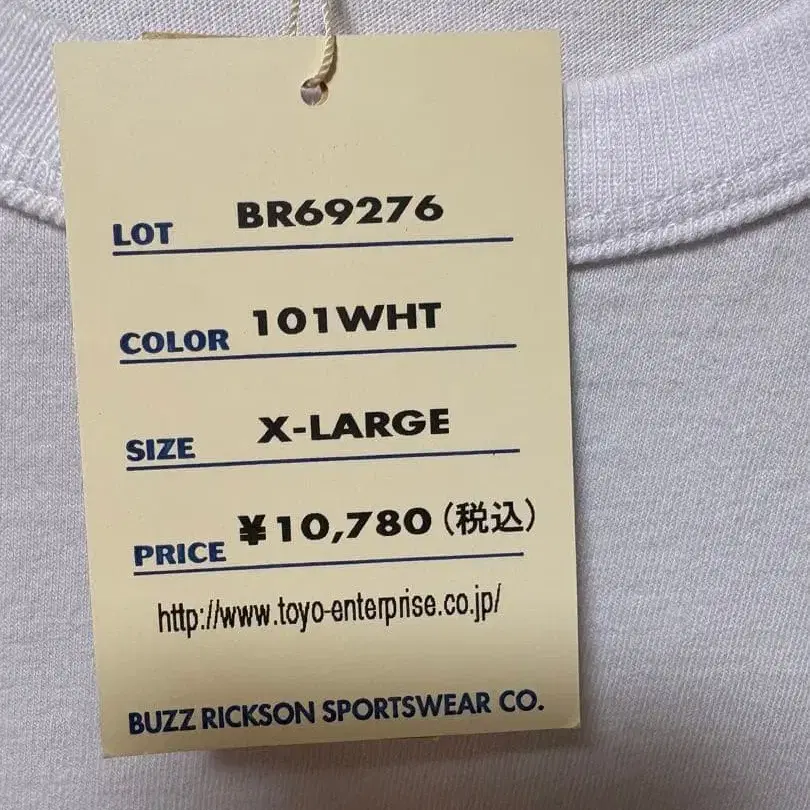 LOT BR69276
COLOR 101WHT
SIZE X-LARGE
PRICE ¥10,780(税込)
http://www.toyo-enterprise.co.jp/
BUZZ RICKSON SPORTSWEAR CO.